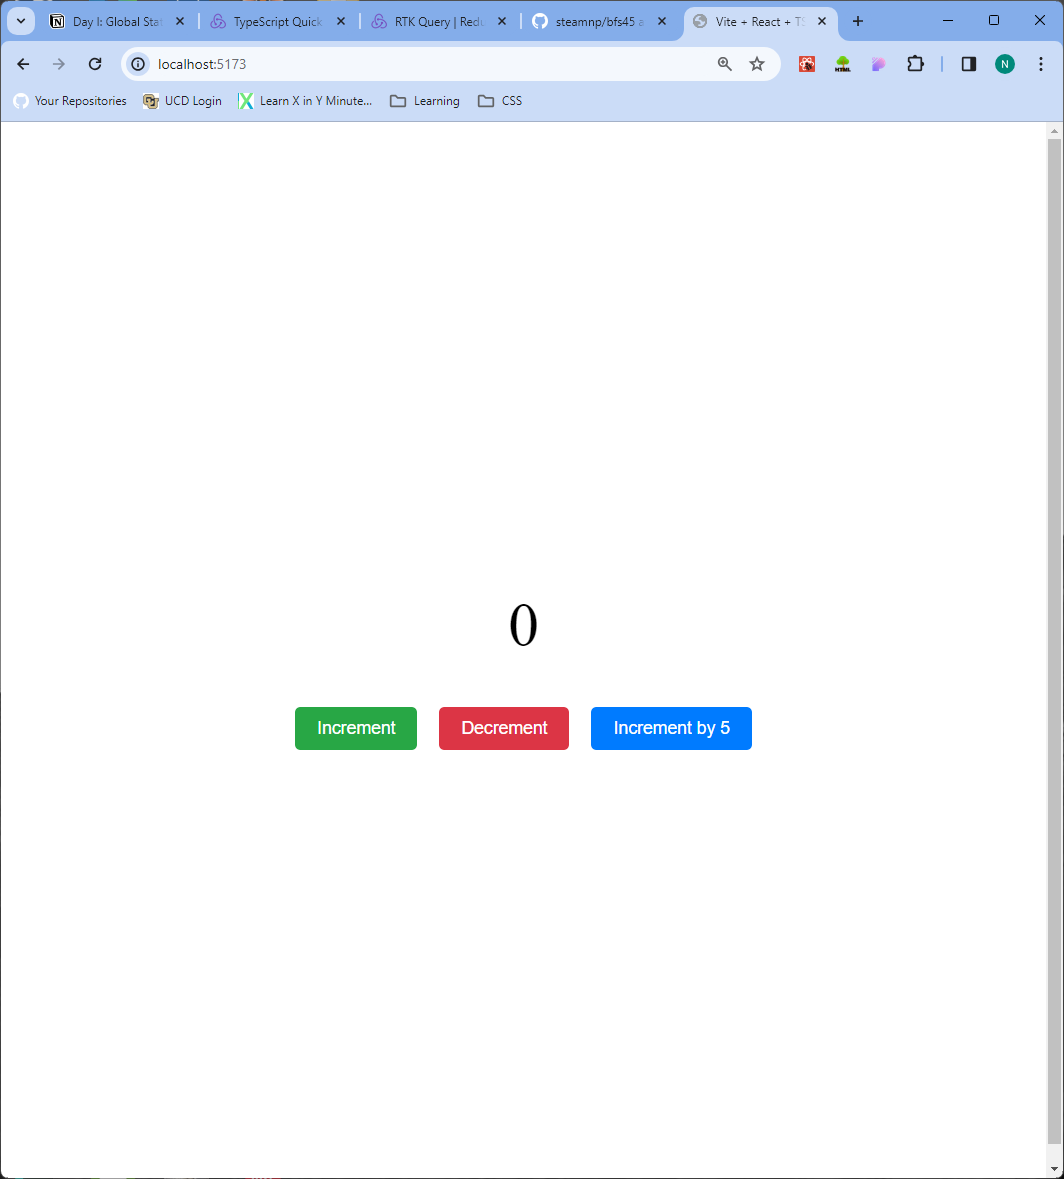 Day I: Global Stat
TypeScript Quick
RTK Query | Redu
steamnp/bfs45 a
Vite + React + TS
localhost:5173
N
Your Repositories
UCD Login
Learn X in Y Minute...
Learning
CSS
0
Increment
Decrement
Increment by 5